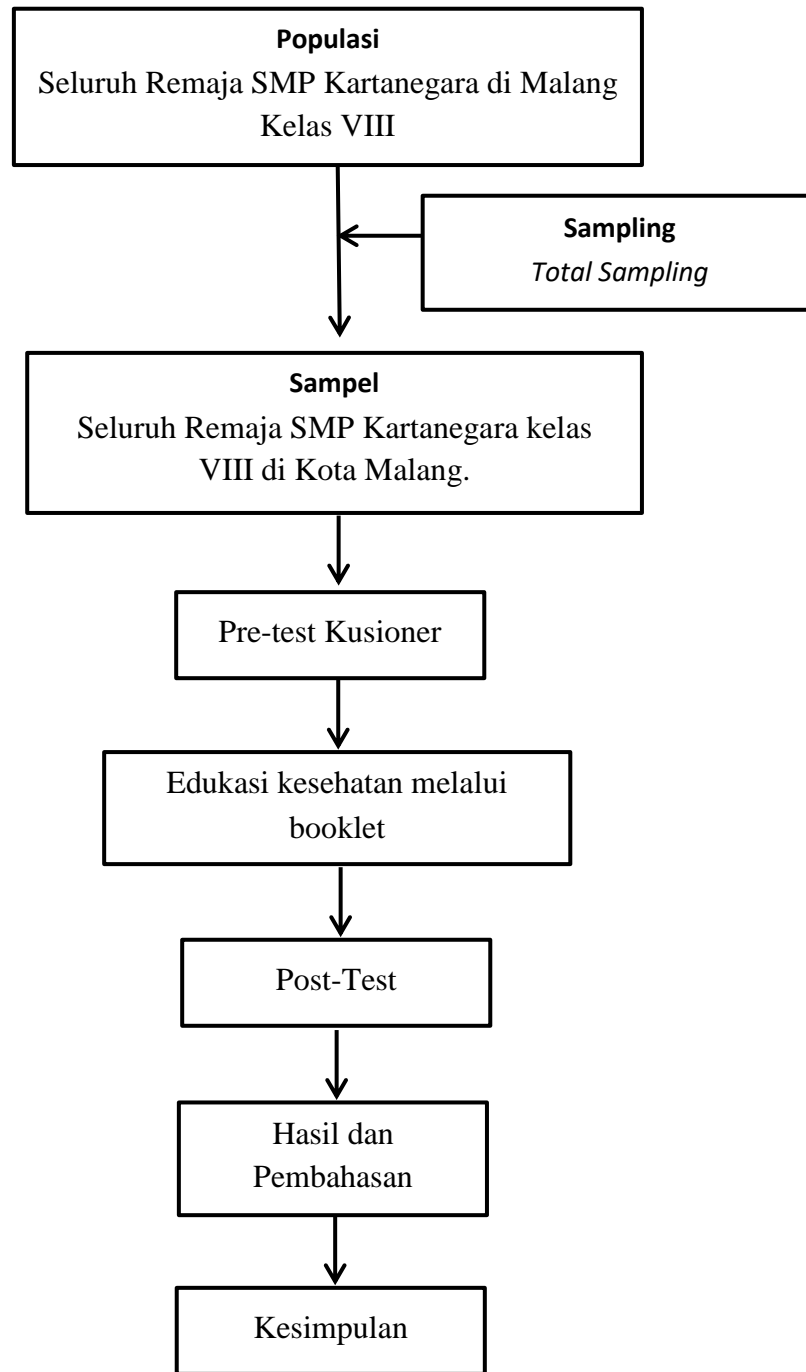 Populasi
Seluruh Remaja SMP Kartanegara di Malang
Kelas VIII
Sampling
Total Sampling
Sampel
Seluruh Remaja SMP Kartanegara kelas
VIII di Kota Malang.
Pre-test Kusioner
Edukasi kesehatan melalui
booklet
Post-Test
Hasil dan
Pembahasan
Kesimpulan